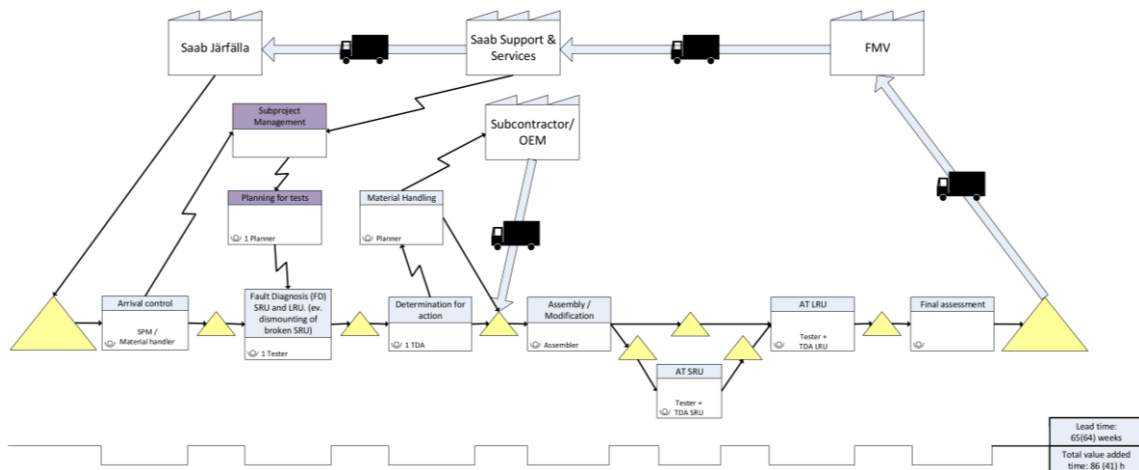 Saab Järfälla
Saab Support &
Services
FMV
Subproject
Management
Subcontractor/
OEM
Planning for tests
1 Planner
Material Handling
Planner
Arrival control
SPM /
Material handler
Fault Diagnosis (FD)
SRU and LRU. (ev.
dismounting of
broken SRU)
1 Tester
Determination for
action
1 TDA
Assembly /
Modification
Assembler
AT LRU
Tester +
TDA LRU
Final assessment
AT SRU
Tester +
TDA SRU
Lead time:
65(64) weeks
Total value added
time: 86 (41) h